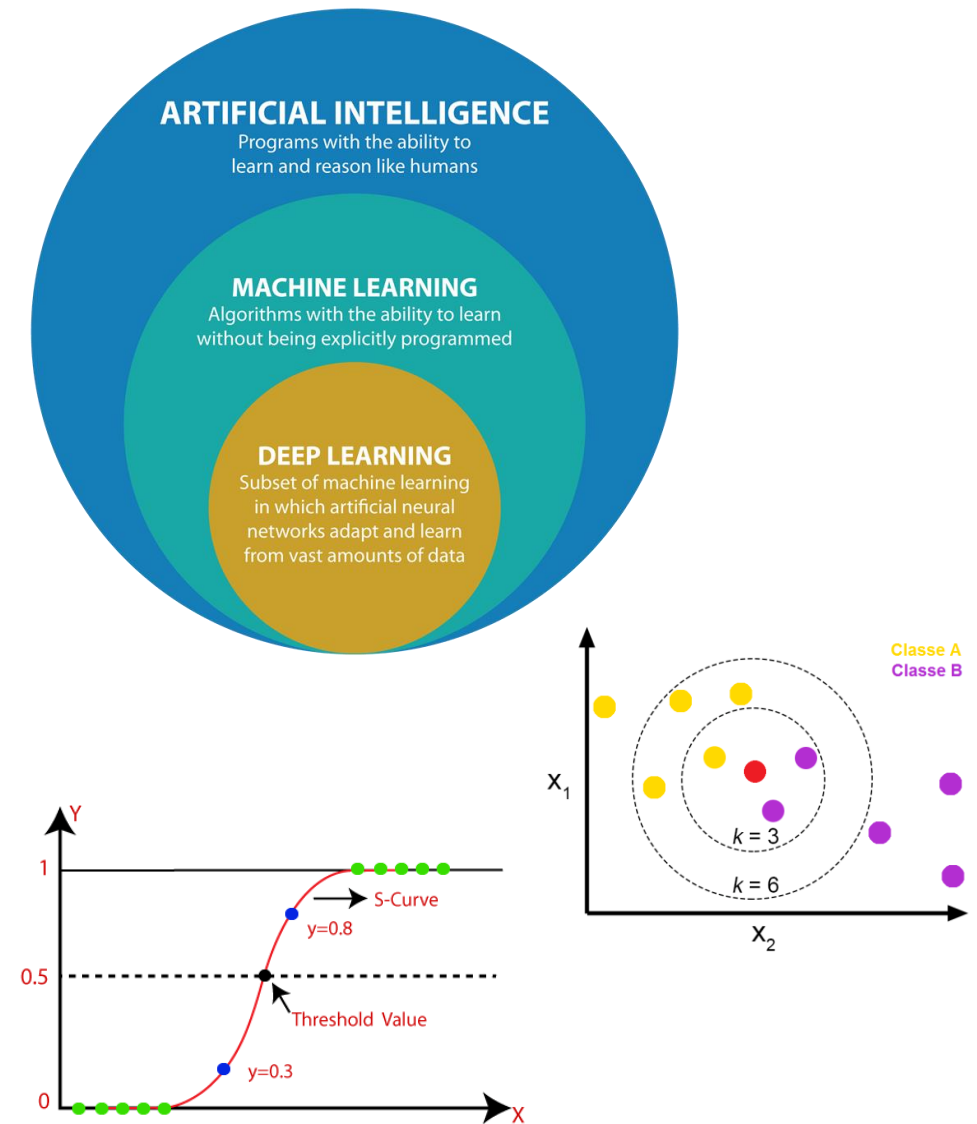 ARTIFICIAL INTELLIGENCE
Programs with the ability to
learn and reason like humans
MACHINE LEARNING
Algorithms with the ability to learn
without being explicitly programmed
DEEP LEARNING
Subset of machine learning
in which artificial neural
networks adapt and learn
from vast amounts of data
Classe A
Classe B
X1
k = 3
k = 6
X2
Y
1
S-Curve
y=0.8
0.5
Threshold Value
y=0.3
0
X